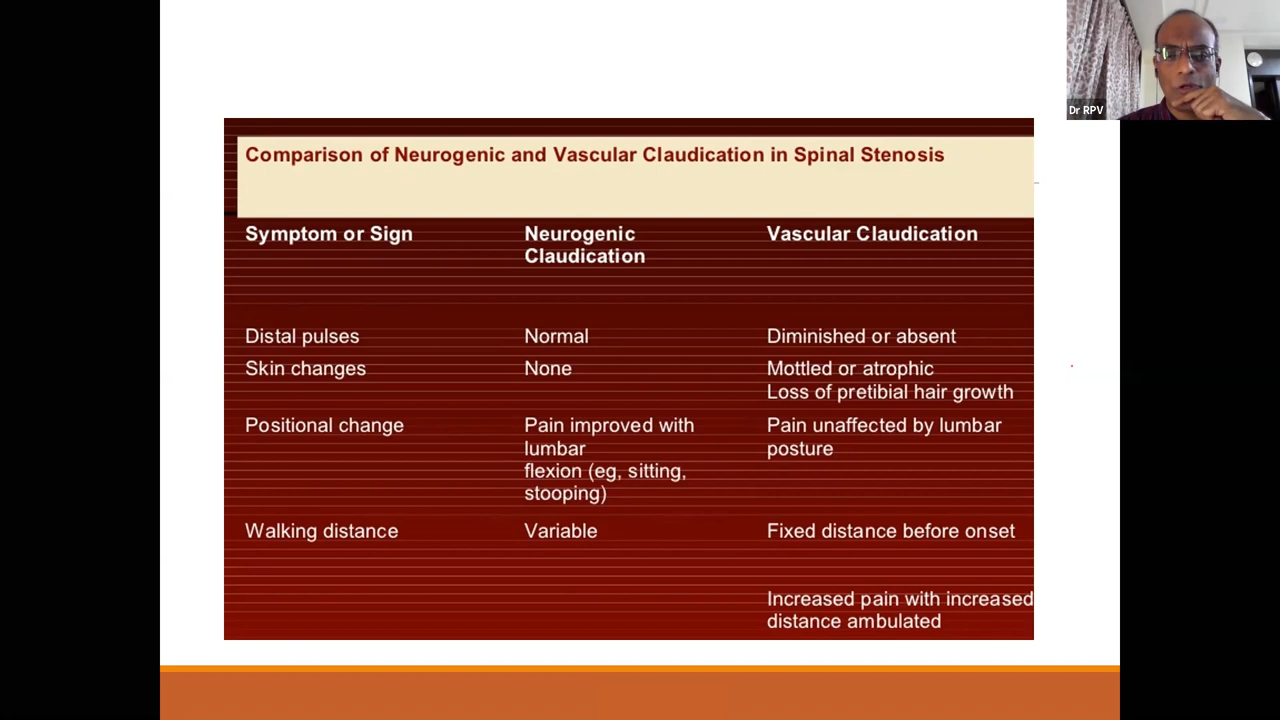 Dr RPV
Comparison of Neurogenic and Vascular Claudication in Spinal Stenosis
Symptom or Sign
Neurogenic
Claudication
Vascular Claudication
Distal pulses
Normal
Diminished or absent
Skin changes
None
Mottled or atrophic
Loss of pretibial hair growth
Positional change
Pain improved with
lumbar
flexion (eg, sitting,
stooping)
Pain unaffected by lumbar
posture
Walking distance
Variable
Fixed distance before onset
Increased pain with increased
distance ambulated